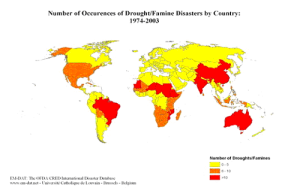 Number of Occurences of Drought/Famine Disasters by Country:
1974-2003
Number of Droughts/Famines
EM-DAT: The OFDA/CRED International Disaster Database
www.em-dat.net - Université Catholique de Louvain - Brussels - Belgium